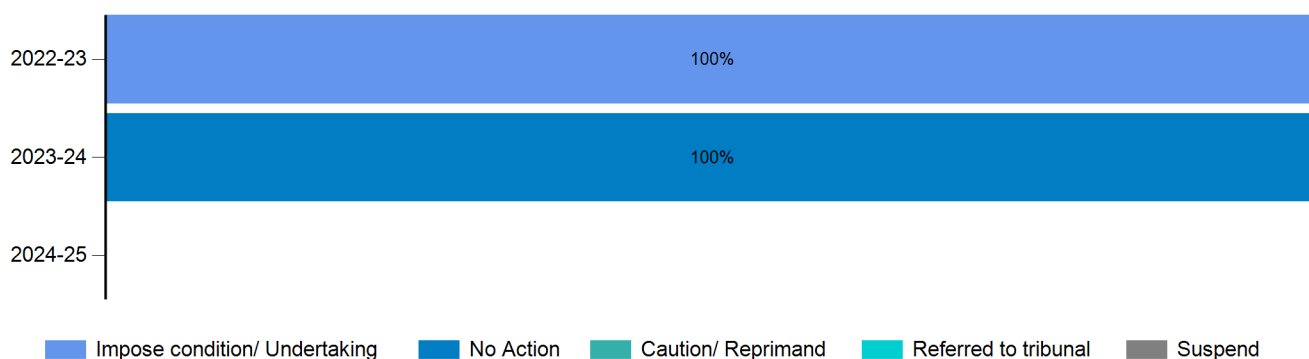 2022-23
100%
2023-24
100%
2024-25
Impose condition/ Undertaking
No Action
Caution/ Reprimand
Referred to tribunal
Suspend